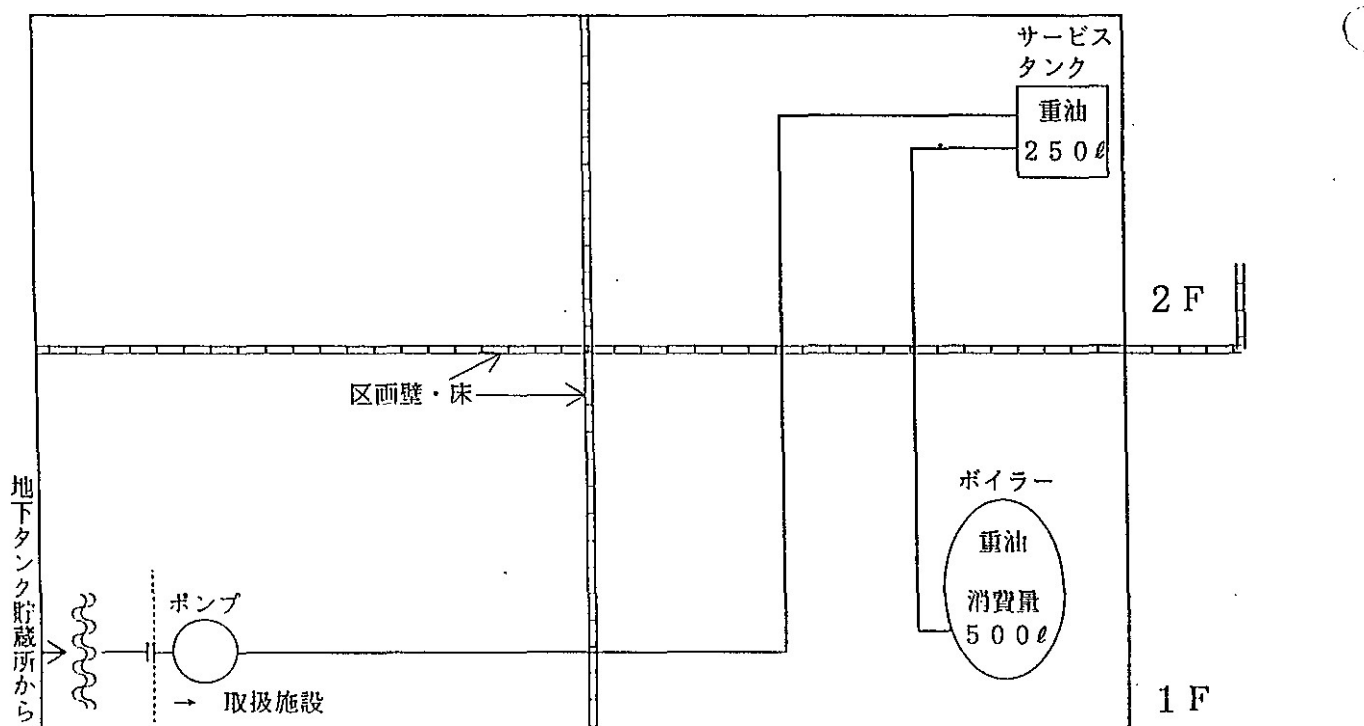 サービス
タンク
重油
250ℓ
2F
区画壁・床
ボイラー
重油
消費量
500ℓ
地下タンク貯蔵所から
ポンプ
→ 取扱施設
1F